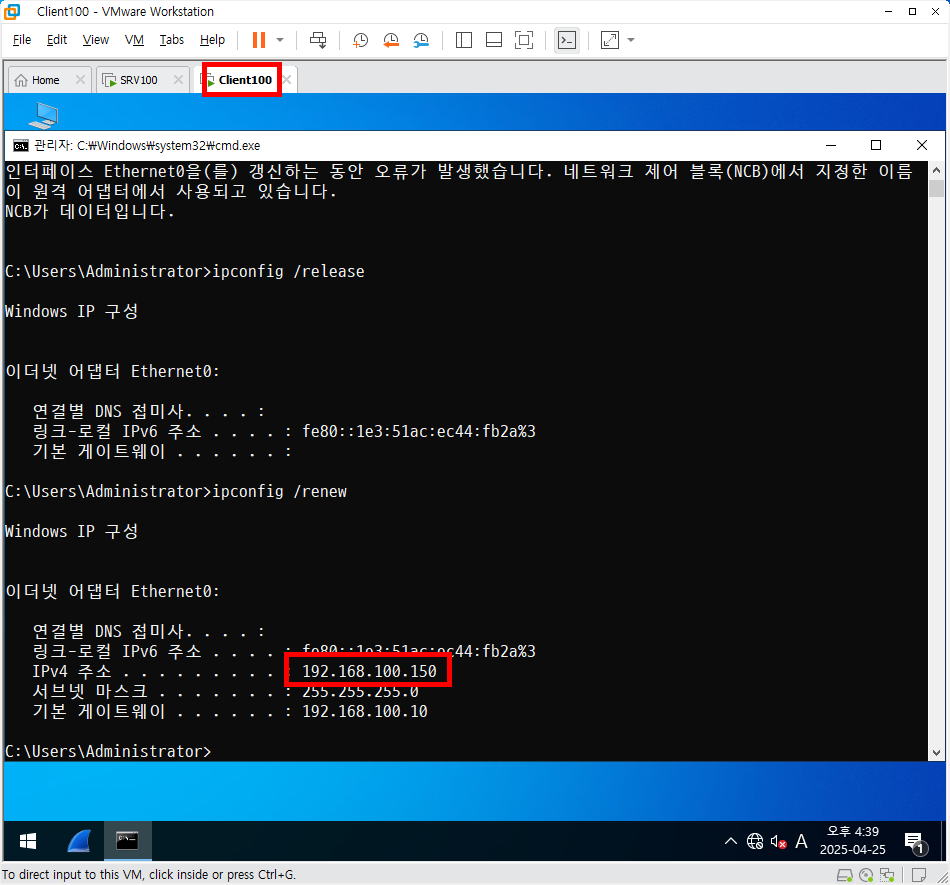 Client100 - VMware Workstation
File Edit View VM Tabs Help
Home SRV100 Client100
관리자: C:₩Windows₩system32₩cmd.exe
인터페이스 Ethernet0을(를) 갱신하는 동안 오류가 발생했습니다. 네트워크 제어 블록(NCB)에서 지정한 이름
이 원격 어댑터에서 사용되고 있습니다.
NCB가 데이터입니다.
C:\Users\Administrator>ipconfig /release
Windows IP 구성
이더넷 어댑터 Ethernet0:
연결별 DNS 접미사. . . . :
링크-로컬 IPv6 주소 . . . . : fe80::1e3:51ac:ec44:fb2a%3
기본 게이트웨이 . . . . . . :
C:\Users\Administrator>ipconfig /renew
Windows IP 구성
이더넷 어댑터 Ethernet0:
연결별 DNS 접미사. . . . :
링크-로컬 IPv6 주소 . . . . : fe80::1e3:51ac:ec44:fb2a%3
IPv4 주소 . . . . . . . . . : 192.168.100.150
서브넷 마스크 . . . . . . . : 255.255.255.0
기본 게이트웨이 . . . . . . : 192.168.100.10
C:\Users\Administrator>
A 오후 4:39
2025-04-25 1
To direct input to this VM, click inside or press Ctrl+G.